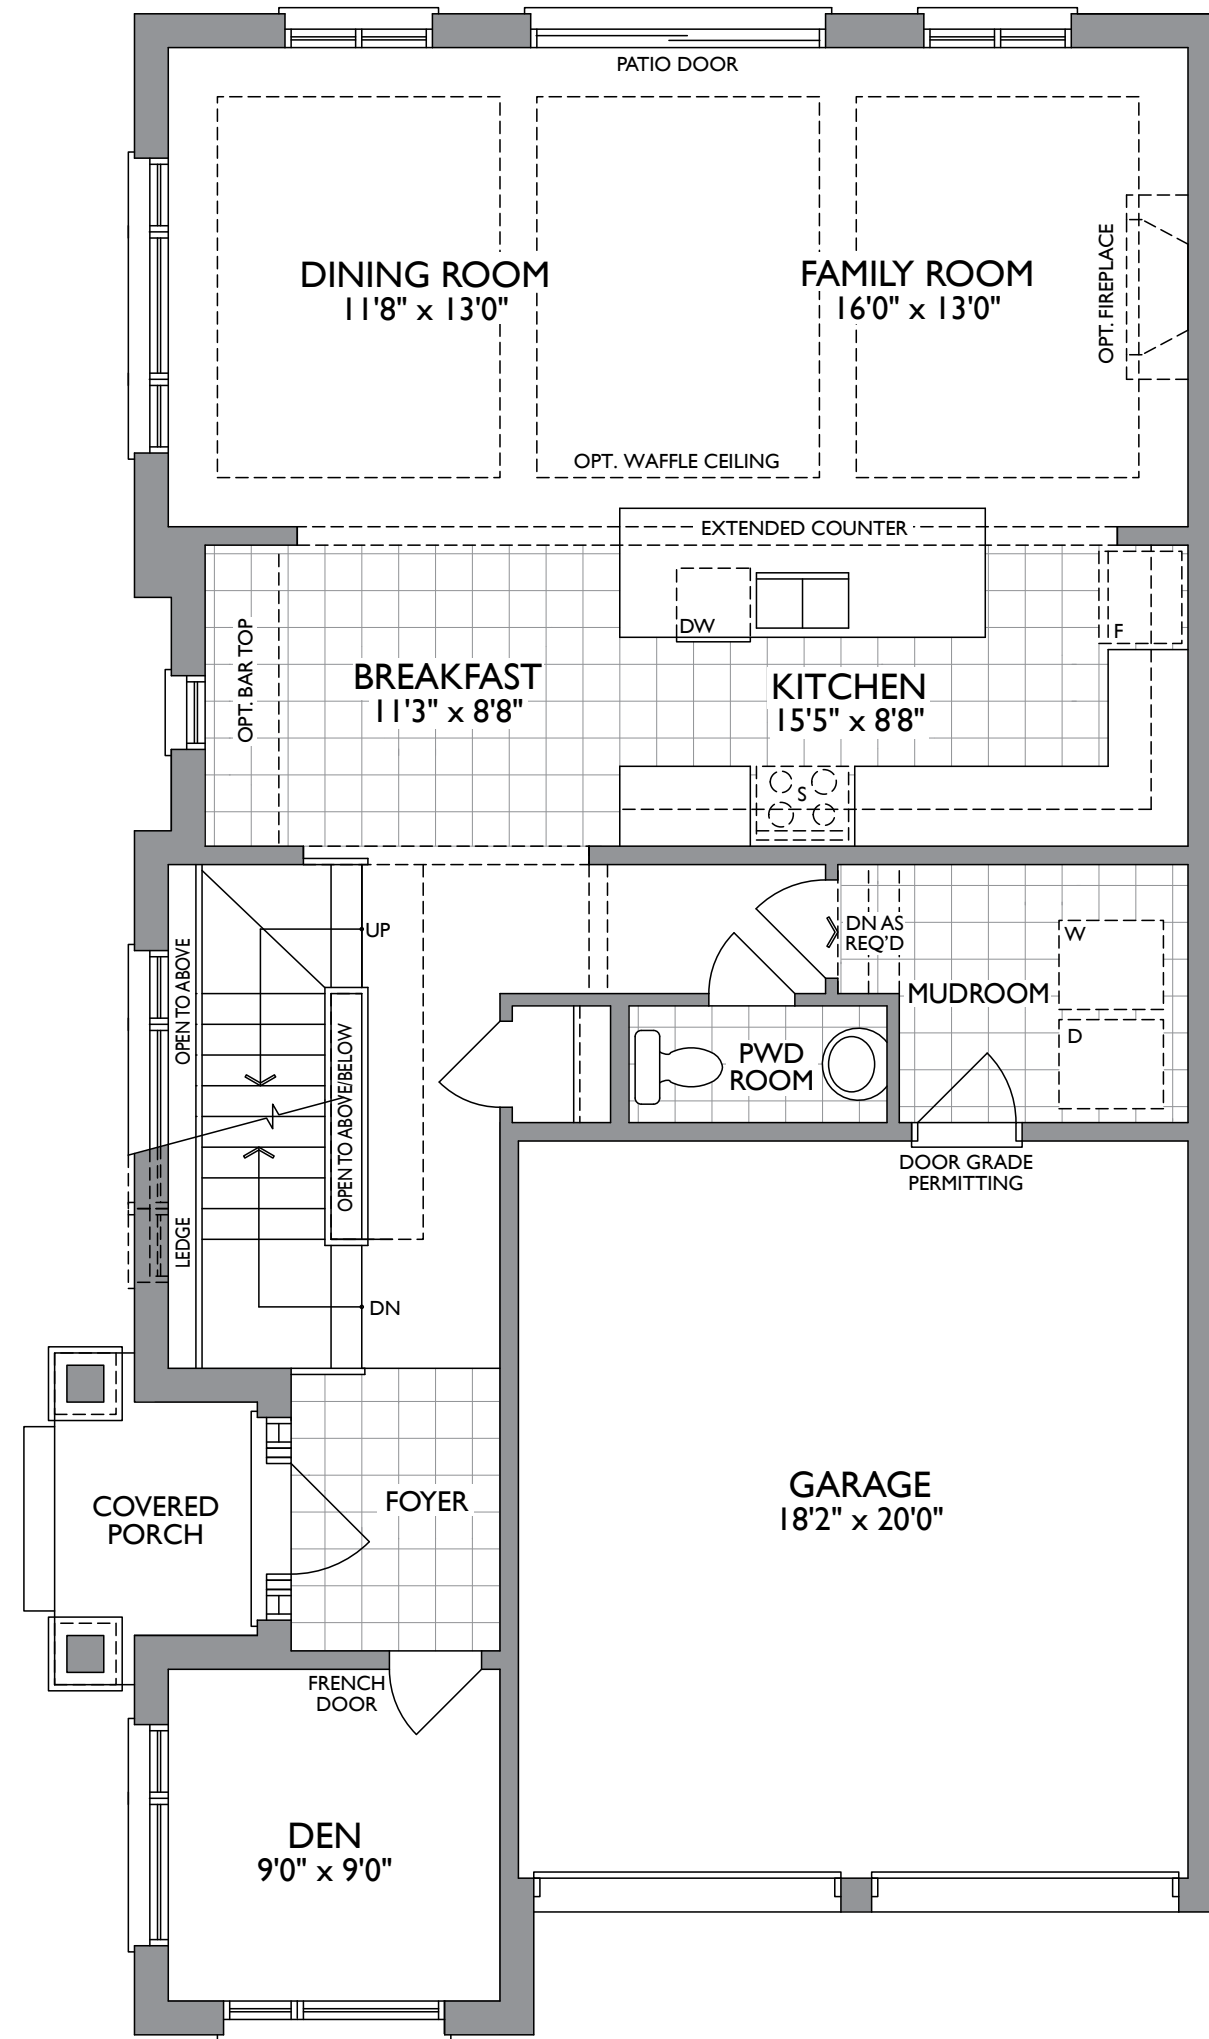 PATIO DOOR
DINING ROOM
11'8" x 13'0"
FAMILY ROOM
16'0" x 13'0"
OPT. FIREPLACE
OPT. WAFFLE CEILING
EXTENDED COUNTER
DW
F
OPT. BAR TOP
BREAKFAST
11'3" x 8'8"
KITCHEN
15'5" x 8'8"
S
UP
OPEN TO ABOVE
DN AS
REQ'D
W
MUDROOM
D
PWD
ROOM
OPEN TO ABOVE/BELOW
DOOR GRADE
PERMITTING
LEDGE
DN
COVERED
PORCH
FOYER
GARAGE
18'2" x 20'0"
FRENCH
DOOR
DEN
9'0" x 9'0"